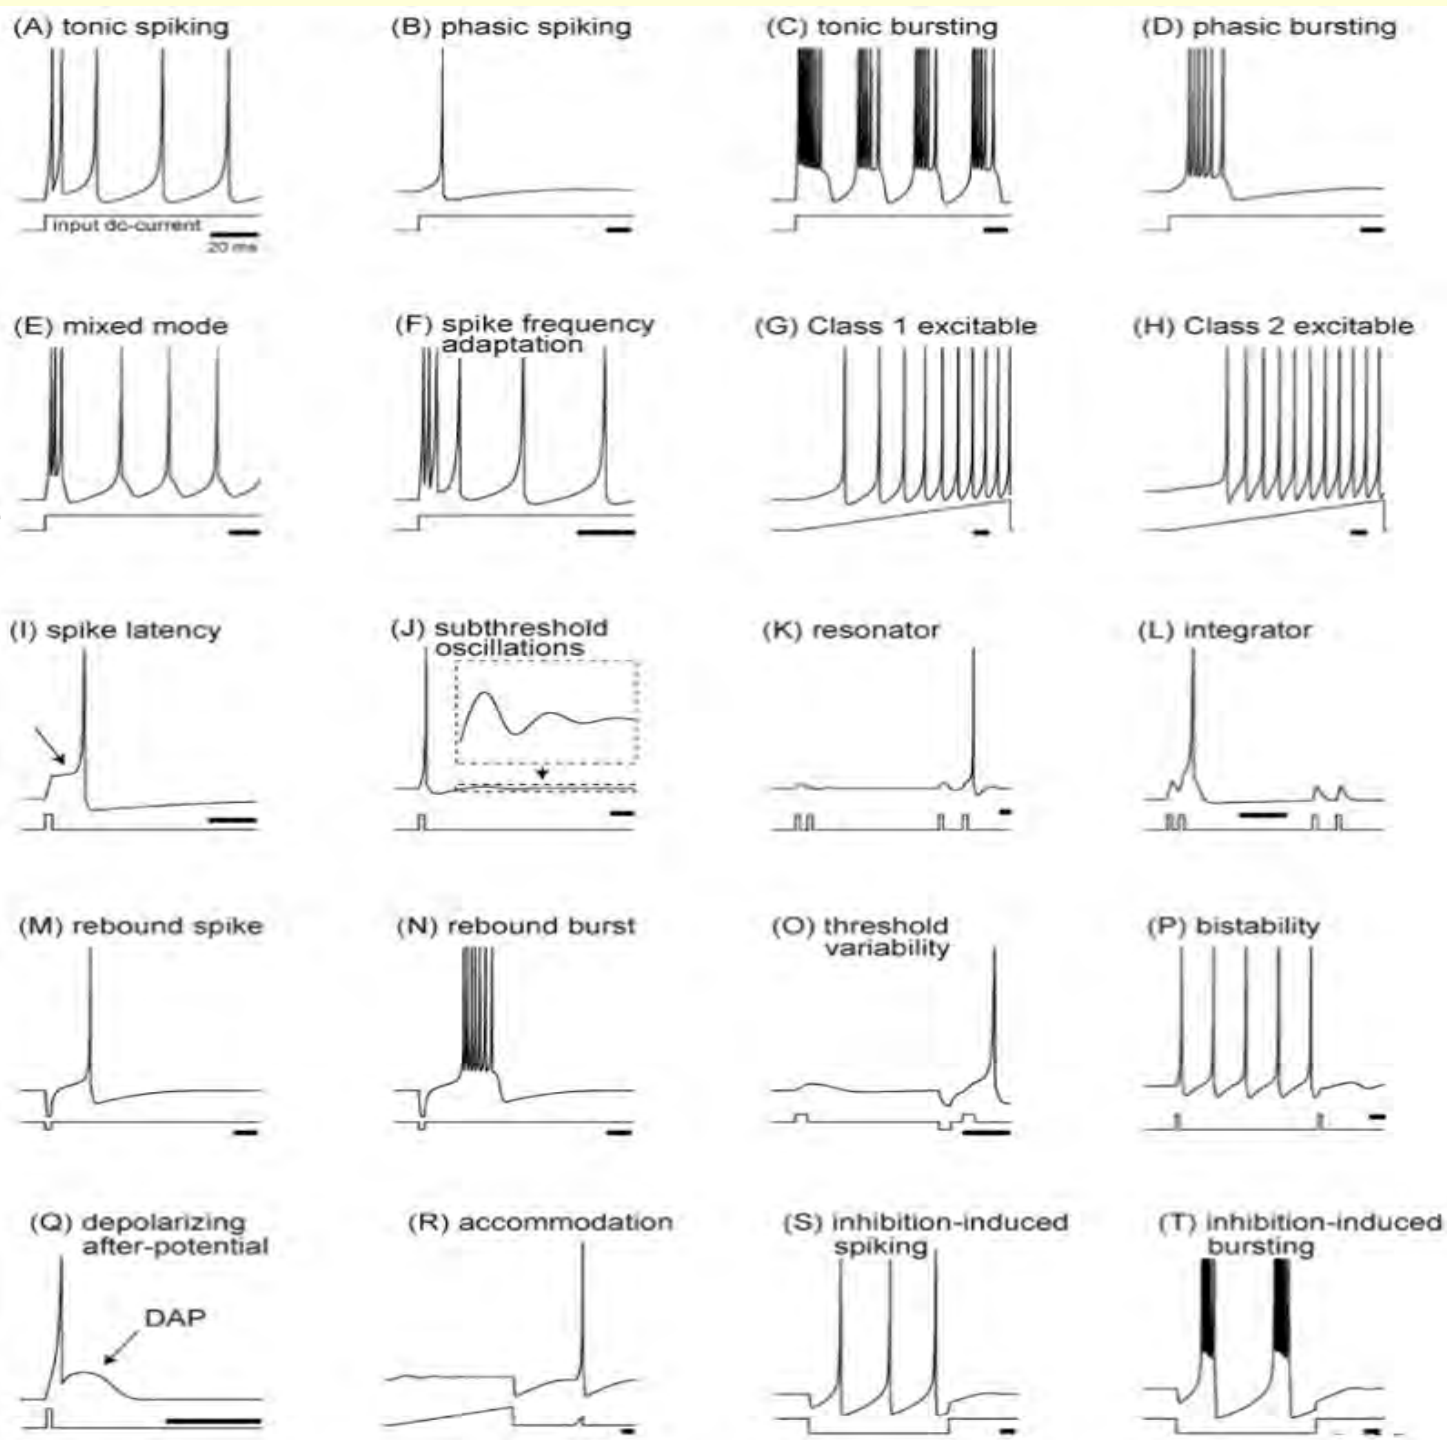 (A) tonic spiking
(B) phasic spiking
(C) tonic bursting
(D) phasic bursting
input dc-current
20 ms
(E) mixed mode
(F) spike frequency
adaptation
(G) Class 1 excitable
(H) Class 2 excitable
(I) spike latency
(J) subthreshold
oscillations
(K) resonator
(L) integrator
(M) rebound spike
(N) rebound burst
(O) threshold
variability
(P) bistability
(Q) depolarizing
after-potential
DAP
(R) accommodation
(S) inhibition-induced
spiking
(T) inhibition-induced
bursting